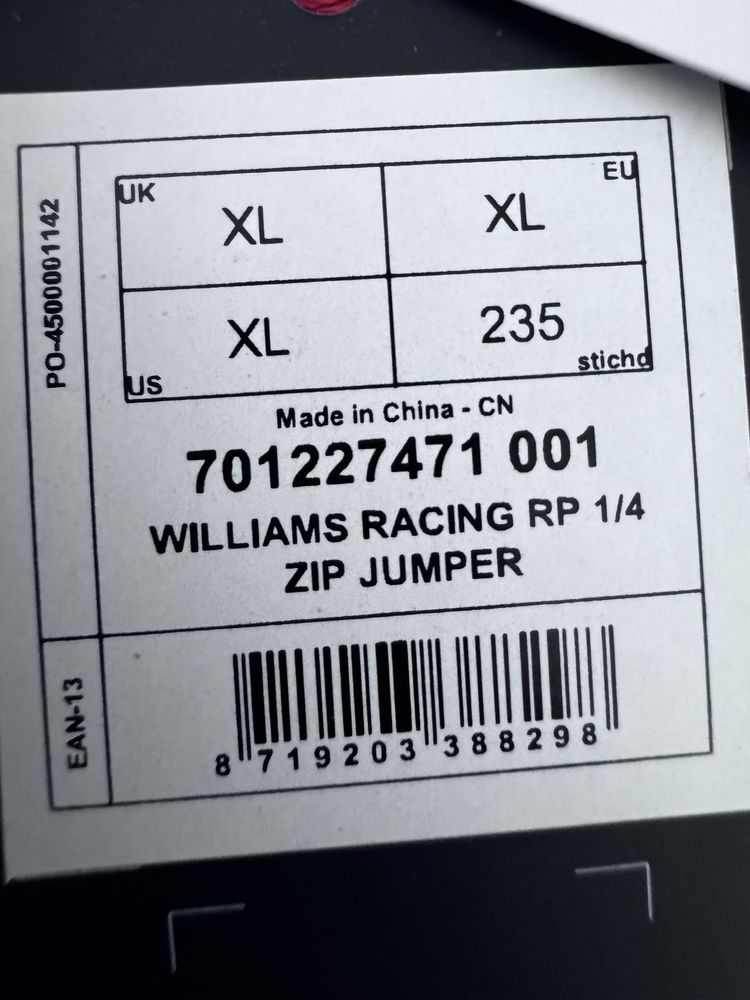 PO-4500001142
UK
XL
EU
XL
US
XL
235
stichd
Made in China - CN
701227471 001
WILLIAMS RACING RP 1/4
ZIP JUMPER
EAN-13
8 719203 388298